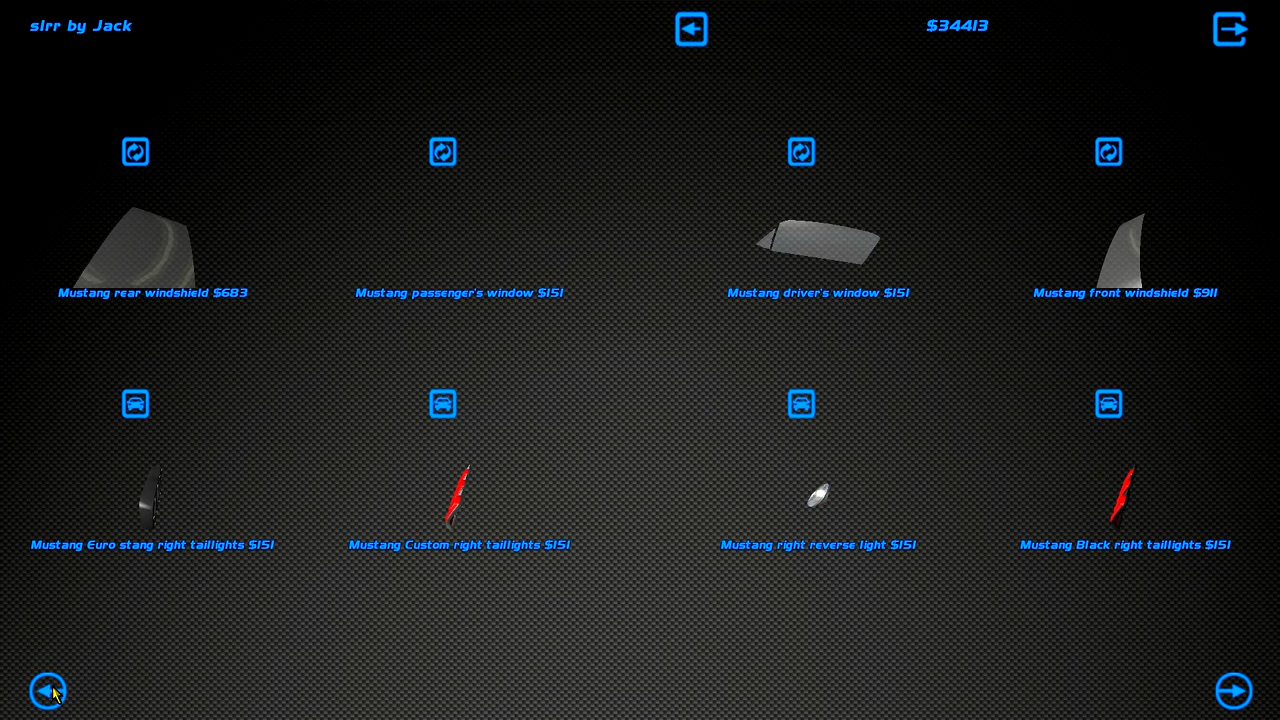 slrr by Jack
$34413
Mustang rear windshield $683
Mustang passenger's window $151
Mustang driver's window $151
Mustang front windshield $911
Mustang Euro stang right taillights $151
Mustang Custom right taillights $151
Mustang right reverse light $151
Mustang Black right taillights $151